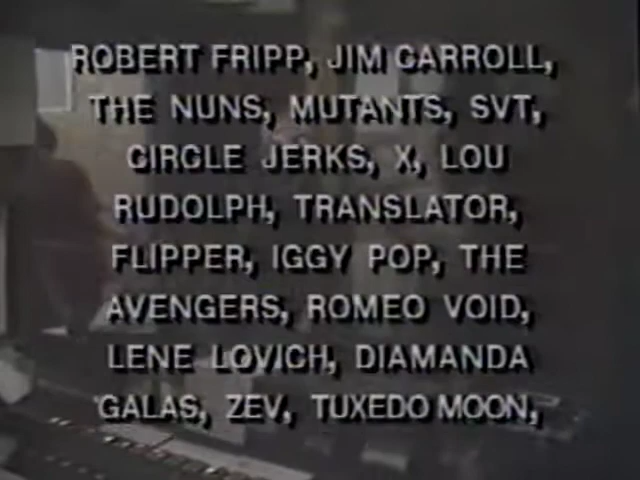 ROBERT FRIPP, JIM CARROLL,
THE NUNS, MUTANTS, SVT,
CIRCLE JERKS, X, LOU
RUDOLPH, TRANSLATOR,
FLIPPER, IGGY POP, THE
AVENGERS, ROMEO VOID,
LENE LOVICH, DIAMANDA
GALAS, ZEV, TUXEDO MOON,